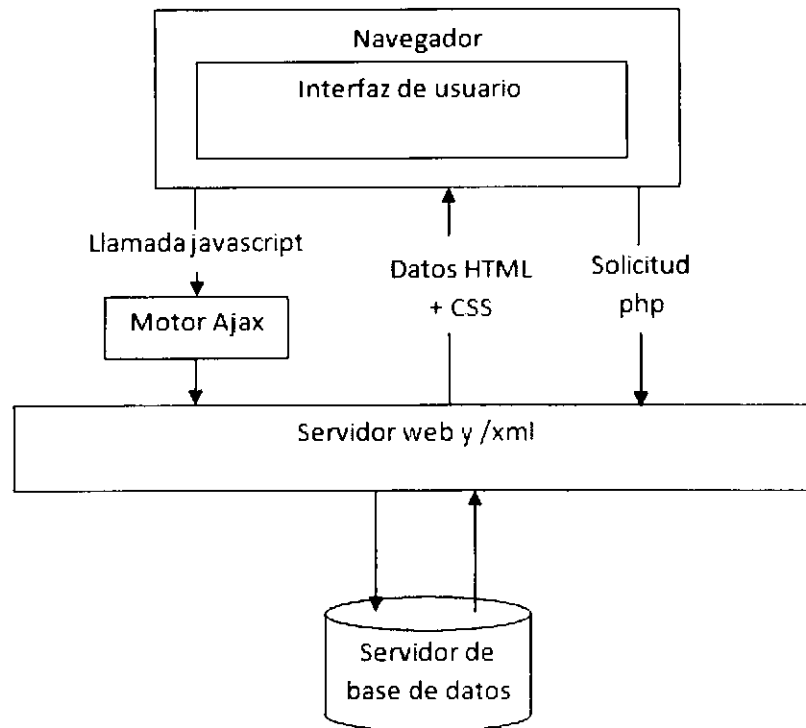 Navegador
Interfaz de usuario
Llamada javascript
Datos HTML
+ CSS
Solicitud
php
Motor Ajax
Servidor web y /xml
Servidor de
base de datos